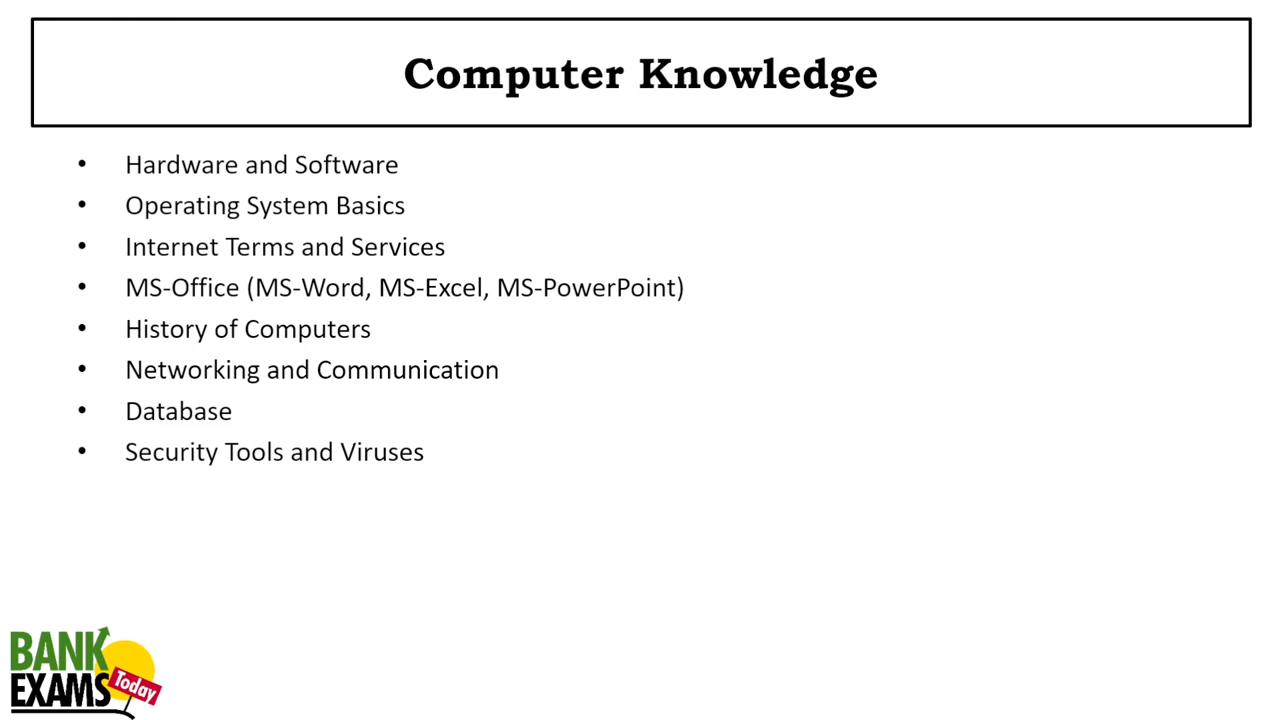 Computer Knowledge
• Hardware and Software
• Operating System Basics
• Internet Terms and Services
• MS-Office (MS-Word, MS-Excel, MS-PowerPoint)
• History of Computers
• Networking and Communication
• Database
• Security Tools and Viruses
BANK
EXAMS Today